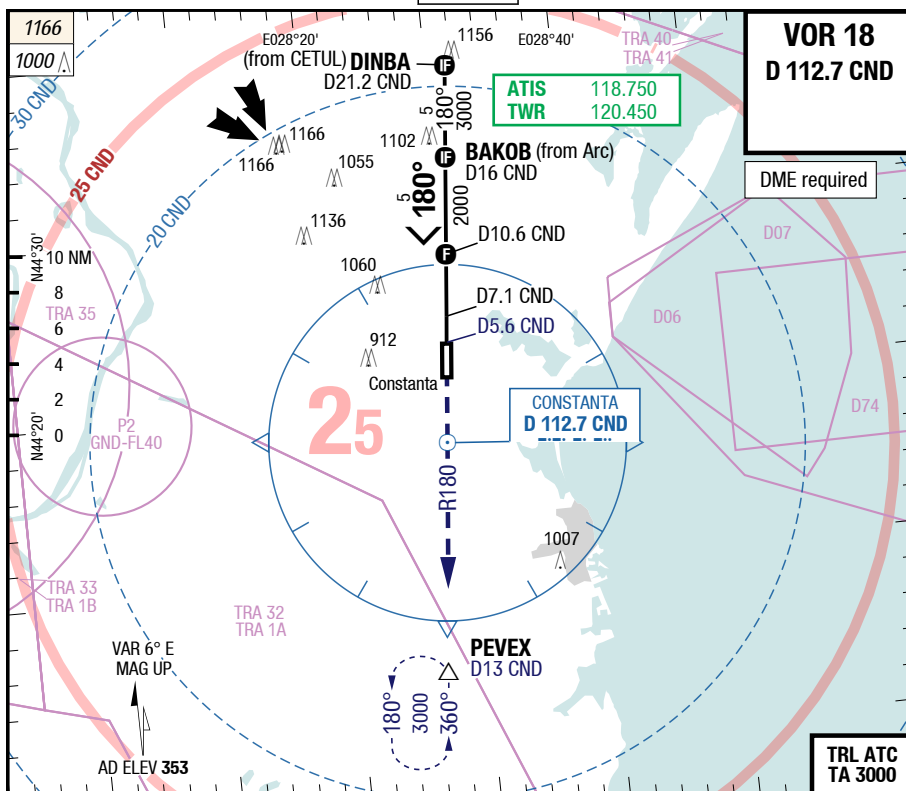 1166
1000
E028°20'
(from CETUL) DINBA
D21.2 CND
1156
E028°40'
TRA 40
TRA 41
VOR 18
D 112.7 CND
ATIS 118.750
TWR 120.450
30 CND
25 CND
20 CND
5
180°
3000
1166
1166
1102
1055
BAKOB (from Arc)
D16 CND
DME required
5
180°
2000
1136
D10.6 CND
D07
N44°30'
10 NM
8
6
4
2
0
N44°20'
TRA 35
1060
D7.1 CND
D5.6 CND
D06
912
Constanta
25
CONSTANTA
D 112.7 CND
D74
P2
GND-FL40
R180
1007
TRA 33
TRA 1B
TRA 32
TRA 1A
VAR 6° E
MAG UP
PEVEX
D13 CND
180°
3000
360°
AD ELEV 353
TRL ATC
TA 3000